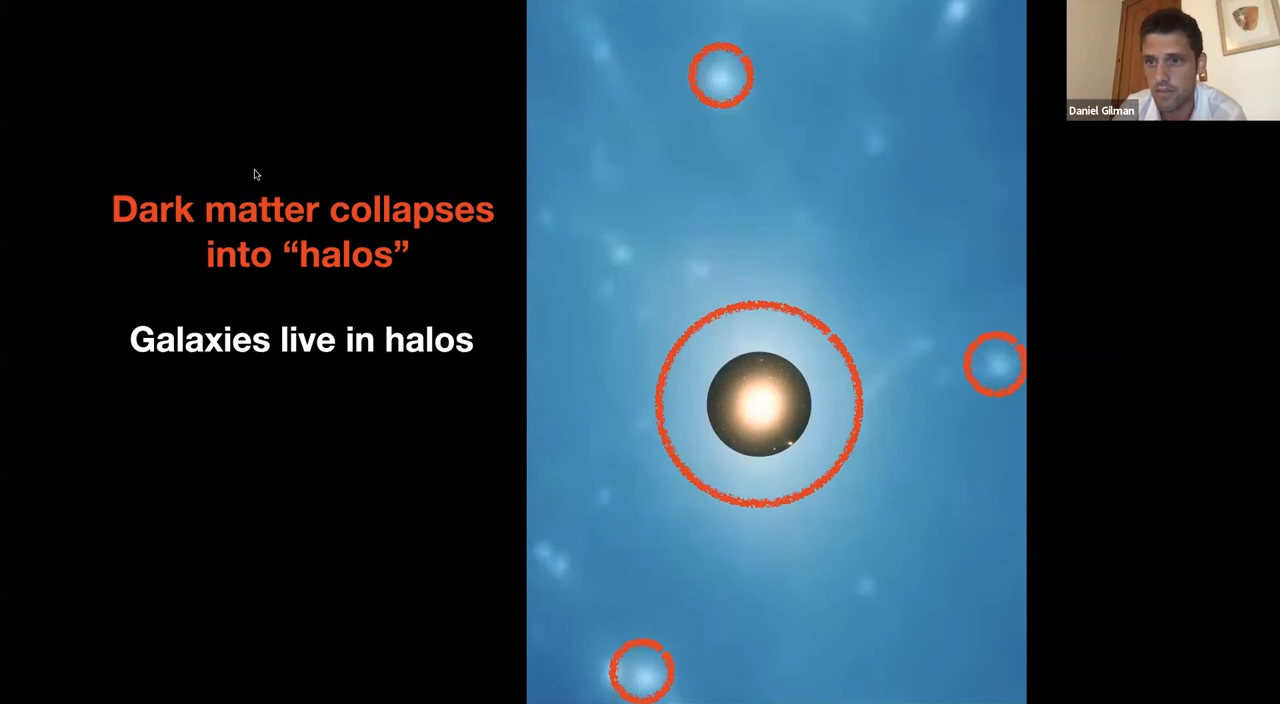 Dark matter collapses
into “halos”
Galaxies live in halos
Daniel Gilman